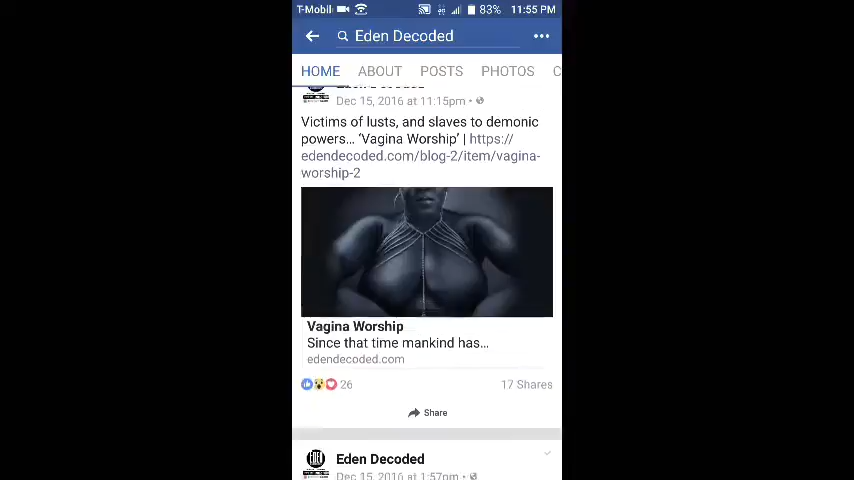 T-Mobil 83% 11:55 PM
Eden Decoded
HOME ABOUT POSTS PHOTOS
Dec 15, 2016 at 11:15pm •
Victims of lusts, and slaves to demonic
powers... ‘Vagina Worship’ | https://
edendecoded.com/blog-2/item/vagina-
worship-2
Vagina Worship
Since that time mankind has...
edendecoded.com
26 17 Shares
Share
Eden Decoded
Dec 15, 2016 at 1:57pm •